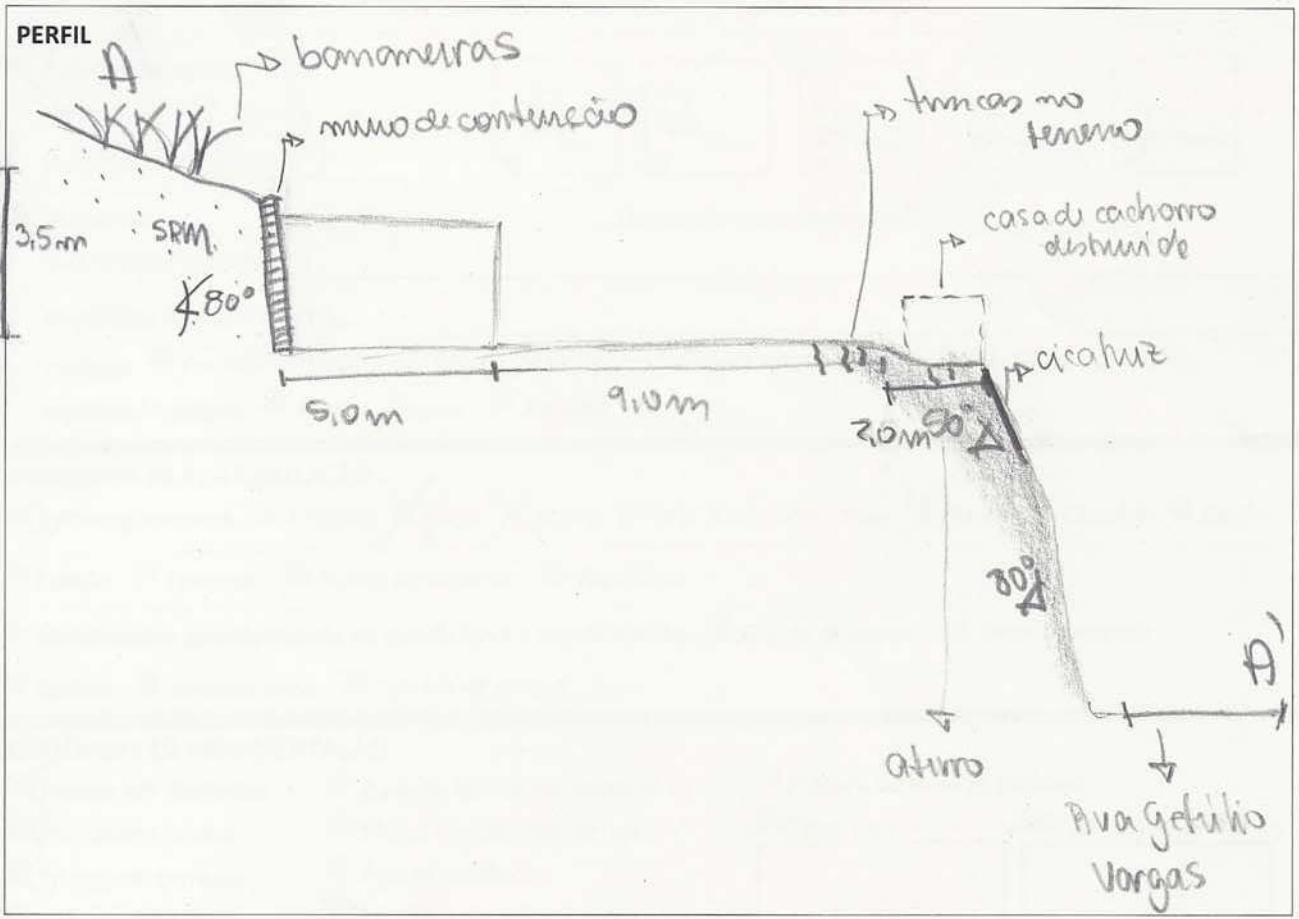 PERFIL
A
bananeiras
muro de contenção
trincas no
terreno
casa de cachorro
destruida
3,5m
SRM
80°
cicatriz
5,0m
9,0m
2,0m
50°
80°
A'
aterro
Rua Getúlio
Vargas